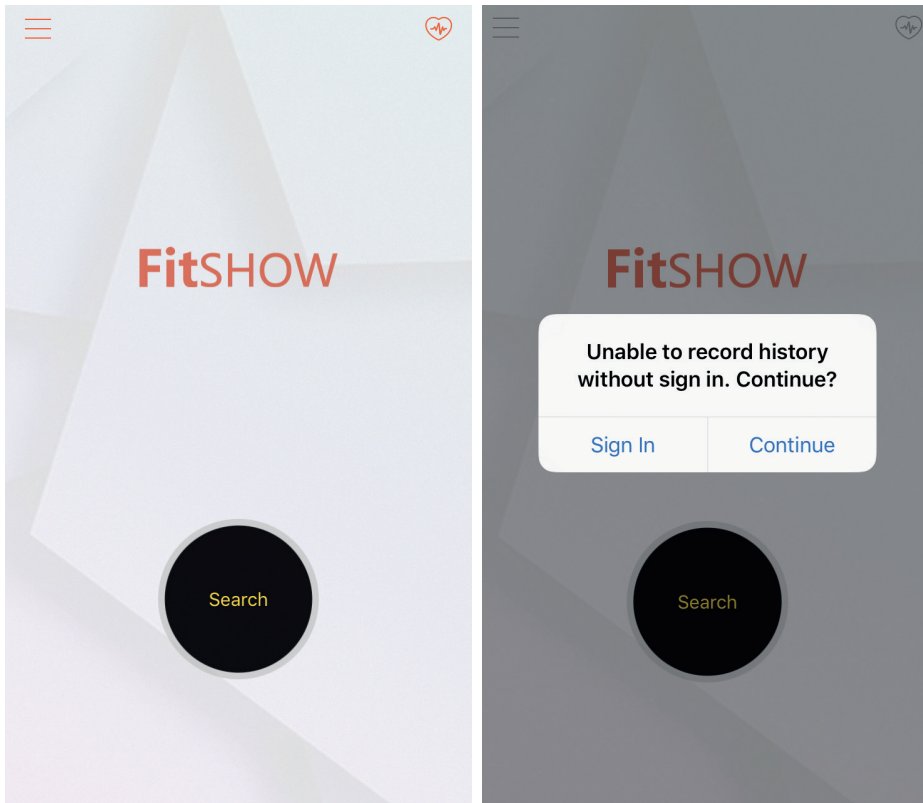 FitSHOW
Search
FitSHOW
Unable to record history
without sign in. Continue?
Sign In
Continue
Search